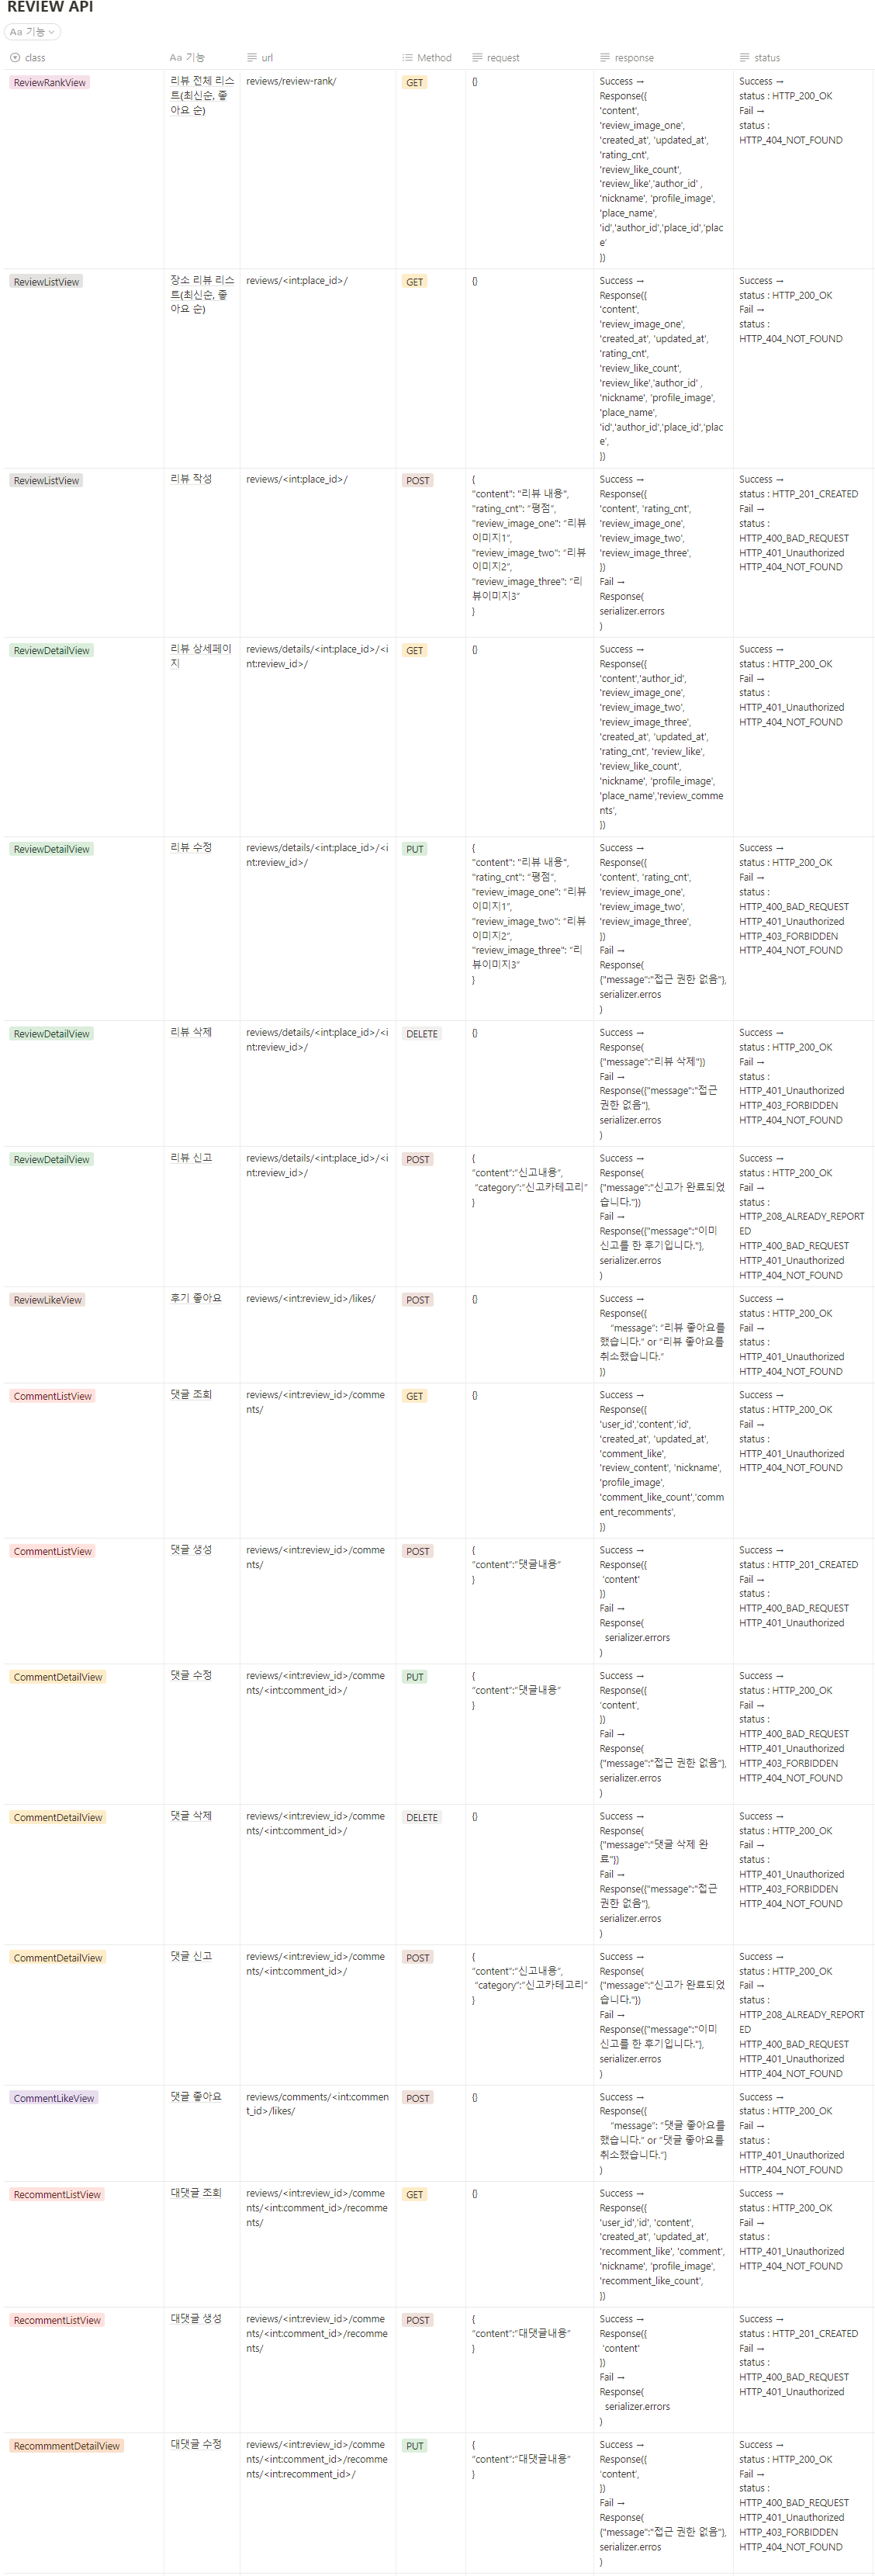 REVIEW API
Aa 기능
class
Aa 기능
url
Method
request
response
status
ReviewRankView
리뷰 전체 리스
트(최신순, 좋
아요 순)
reviews/review-rank/
GET
{}
Success →
Response({
'content',
'review_image_one',
'created_at', 'updated_at',
'rating_cnt',
'review_like_count',
'review_like','author_id' ,
'nickname', 'profile_image',
'place_name',
'id','author_id','place_id','plac
e'
})
Success →
status : HTTP_200_OK
Fail →
status :
HTTP_404_NOT_FOUND
ReviewListView
장소 리뷰 리스
트(최신순, 좋
아요 순)
reviews/<int:place_id>/
GET
{}
Success →
Response({
'content',
'review_image_one',
'created_at', 'updated_at',
'rating_cnt',
'review_like_count',
'review_like','author_id' ,
'nickname', 'profile_image',
'place_name',
'id','author_id','place_id','plac
e',
})
Success →
status : HTTP_200_OK
Fail →
status :
HTTP_404_NOT_FOUND
ReviewListView
리뷰 작성
reviews/<int:place_id>/
POST
{
"content": "리뷰 내용",
"rating_cnt": "평점",
"review_image_one": "리뷰
이미지1",
"review_image_two": "리뷰
이미지2",
"review_image_three": "리
뷰이미지3"
}
Success →
Response({
'content', 'rating_cnt',
'review_image_one',
'review_image_two',
'review_image_three',
})
Fail →
Response(
serializer.errors
)
Success →
status : HTTP_201_CREATED
Fail →
status :
HTTP_400_BAD_REQUEST
HTTP_401_Unauthorized
HTTP_404_NOT_FOUND
ReviewDetailView
리뷰 상세페이
지
reviews/details/<int:place_id>/<i
nt:review_id>/
GET
{}
Success →
Response({
'content','author_id',
'review_image_one',
'review_image_two',
'review_image_three',
'created_at', 'updated_at',
'rating_cnt', 'review_like',
'review_like_count',
'nickname', 'profile_image',
'place_name','review_comme
nts',
})
Success →
status : HTTP_200_OK
Fail →
status :
HTTP_401_Unauthorized
HTTP_404_NOT_FOUND
ReviewDetailView
리뷰 수정
reviews/details/<int:place_id>/<i
nt:review_id>/
PUT
{
"content": "리뷰 내용",
"rating_cnt": "평점",
"review_image_one": "리뷰
이미지1",
"review_image_two": "리뷰
이미지2",
"review_image_three": "리
뷰이미지3"
}
Success →
Response({
'content', 'rating_cnt',
'review_image_one',
'review_image_two',
'review_image_three',
})
Fail →
Response(
{"message":"접근 권한 없음"},
serializer.erros
)
Success →
status : HTTP_200_OK
Fail →
status :
HTTP_400_BAD_REQUEST
HTTP_401_Unauthorized
HTTP_403_FORBIDDEN
HTTP_404_NOT_FOUND
ReviewDetailView
리뷰 삭제
reviews/details/<int:place_id>/<i
nt:review_id>/
DELETE
{}
Success →
Response(
{"message":"리뷰 삭제"})
Fail →
Response({"message":"접근
권한 없음"},
serializer.erros
)
Success →
status : HTTP_200_OK
Fail →
status :
HTTP_401_Unauthorized
HTTP_403_FORBIDDEN
HTTP_404_NOT_FOUND
ReviewDetailView
리뷰 신고
reviews/details/<int:place_id>/<i
nt:review_id>/
POST
{
"content":"신고내용",
"category":"신고카테고리"
}
Success →
Response(
{"message":"신고가 완료되었
습니다."})
Fail →
Response({"message":"이미
신고를 한 후기입니다."},
serializer.erros
)
Success →
status : HTTP_200_OK
Fail →
status :
HTTP_208_ALREADY_REPORT
ED
HTTP_400_BAD_REQUEST
HTTP_401_Unauthorized
HTTP_404_NOT_FOUND
ReviewLikeView
후기 좋아요
reviews/<int:review_id>/likes/
POST
{}
Success →
Response({
"message": "리뷰 좋아요를
했습니다." or "리뷰 좋아요를
취소했습니다."
})
Success →
status : HTTP_200_OK
Fail →
status :
HTTP_401_Unauthorized
HTTP_404_NOT_FOUND
CommentListView
댓글 조회
reviews/<int:review_id>/comme
nts/
GET
{}
Success →
Response({
'user_id','content','id',
'created_at', 'updated_at',
'comment_like',
'review_content', 'nickname',
'profile_image',
'comment_like_count','comm
ent_recomments',
})
Success →
status : HTTP_200_OK
Fail →
status :
HTTP_401_Unauthorized
HTTP_404_NOT_FOUND
CommentListView
댓글 생성
reviews/<int:review_id>/comme
nts/
POST
{
"content":"댓글내용"
}
Success →
Response({
'content'
})
Fail →
Response(
serializer.errors
)
Success →
status : HTTP_201_CREATED
Fail →
status :
HTTP_400_BAD_REQUEST
HTTP_401_Unauthorized
CommentDetailView
댓글 수정
reviews/<int:review_id>/comme
nts/<int:comment_id>/
PUT
{
"content":"댓글내용"
}
Success →
Response({
'content',
})
Fail →
Response(
{"message":"접근 권한 없음"},
serializer.erros
)
Success →
status : HTTP_200_OK
Fail →
status :
HTTP_400_BAD_REQUEST
HTTP_401_Unauthorized
HTTP_403_FORBIDDEN
HTTP_404_NOT_FOUND
CommentDetailView
댓글 삭제
reviews/<int:review_id>/comme
nts/<int:comment_id>/
DELETE
{}
Success →
Response(
{"message":"댓글 삭제 완
료"})
Fail →
Response({"message":"접근
권한 없음"},
serializer.erros
)
Success →
status : HTTP_200_OK
Fail →
status :
HTTP_401_Unauthorized
HTTP_403_FORBIDDEN
HTTP_404_NOT_FOUND
CommentDetailView
댓글 신고
reviews/<int:review_id>/comme
nts/<int:comment_id>/
POST
{
"content":"신고내용",
"category":"신고카테고리"
}
Success →
Response(
{"message":"신고가 완료되었
습니다."})
Fail →
Response({"message":"이미
신고를 한 후기입니다."},
serializer.erros
)
Success →
status : HTTP_200_OK
Fail →
status :
HTTP_208_ALREADY_REPORT
ED
HTTP_400_BAD_REQUEST
HTTP_401_Unauthorized
HTTP_404_NOT_FOUND
CommentLikeView
댓글 좋아요
reviews/comments/<int:commen
t_id>/likes/
POST
{}
Success →
Response({
"message": "댓글 좋아요를
했습니다." or "댓글 좋아요를
취소했습니다."}
)
Success →
status : HTTP_200_OK
Fail →
status :
HTTP_401_Unauthorized
HTTP_404_NOT_FOUND
RecommentListView
대댓글 조회
reviews/<int:review_id>/comme
nts/<int:comment_id>/recomme
nts/
GET
{}
Success →
Response({
'user_id','id', 'content',
'created_at', 'updated_at',
'recomment_like', 'comment',
'nickname', 'profile_image',
'recomment_like_count',
})
Success →
status : HTTP_200_OK
Fail →
status :
HTTP_401_Unauthorized
HTTP_404_NOT_FOUND
RecommentListView
대댓글 생성
reviews/<int:review_id>/comme
nts/<int:comment_id>/recomme
nts/
POST
{
"content":"대댓글내용"
}
Success →
Response({
'content'
})
Fail →
Response(
serializer.errors
)
Success →
status : HTTP_201_CREATED
Fail →
status :
HTTP_400_BAD_REQUEST
HTTP_401_Unauthorized
RecommmentDetailView
대댓글 수정
reviews/<int:review_id>/comme
nts/<int:comment_id>/recomme
nts/<int:recomment_id>/
PUT
{
"content":"대댓글내용"
}
Success →
Response({
'content',
})
Fail →
Response(
{"message":"접근 권한 없음"},
serializer.erros
)
Success →
status : HTTP_200_OK
Fail →
status :
HTTP_400_BAD_REQUEST
HTTP_401_Unauthorized
HTTP_403_FORBIDDEN
HTTP_404_NOT_FOUND